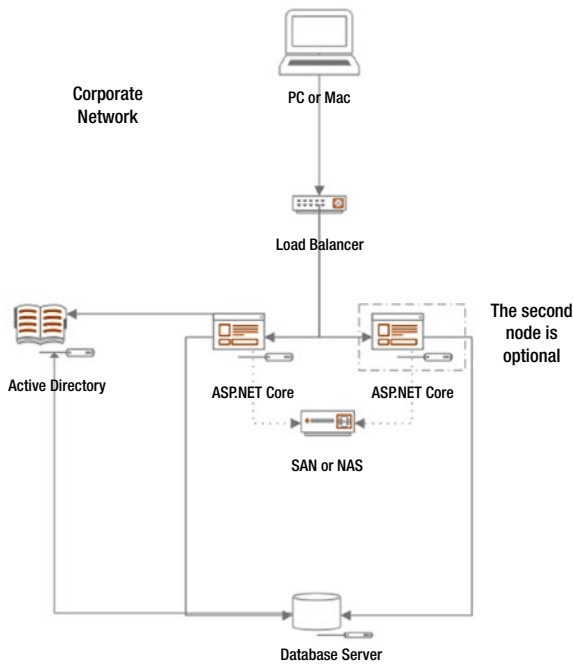 Corporate
Network
PC or Mac
Load Balancer
The second
node is
optional
Active Directory
ASP.NET Core
ASP.NET Core
SAN or NAS
Database Server